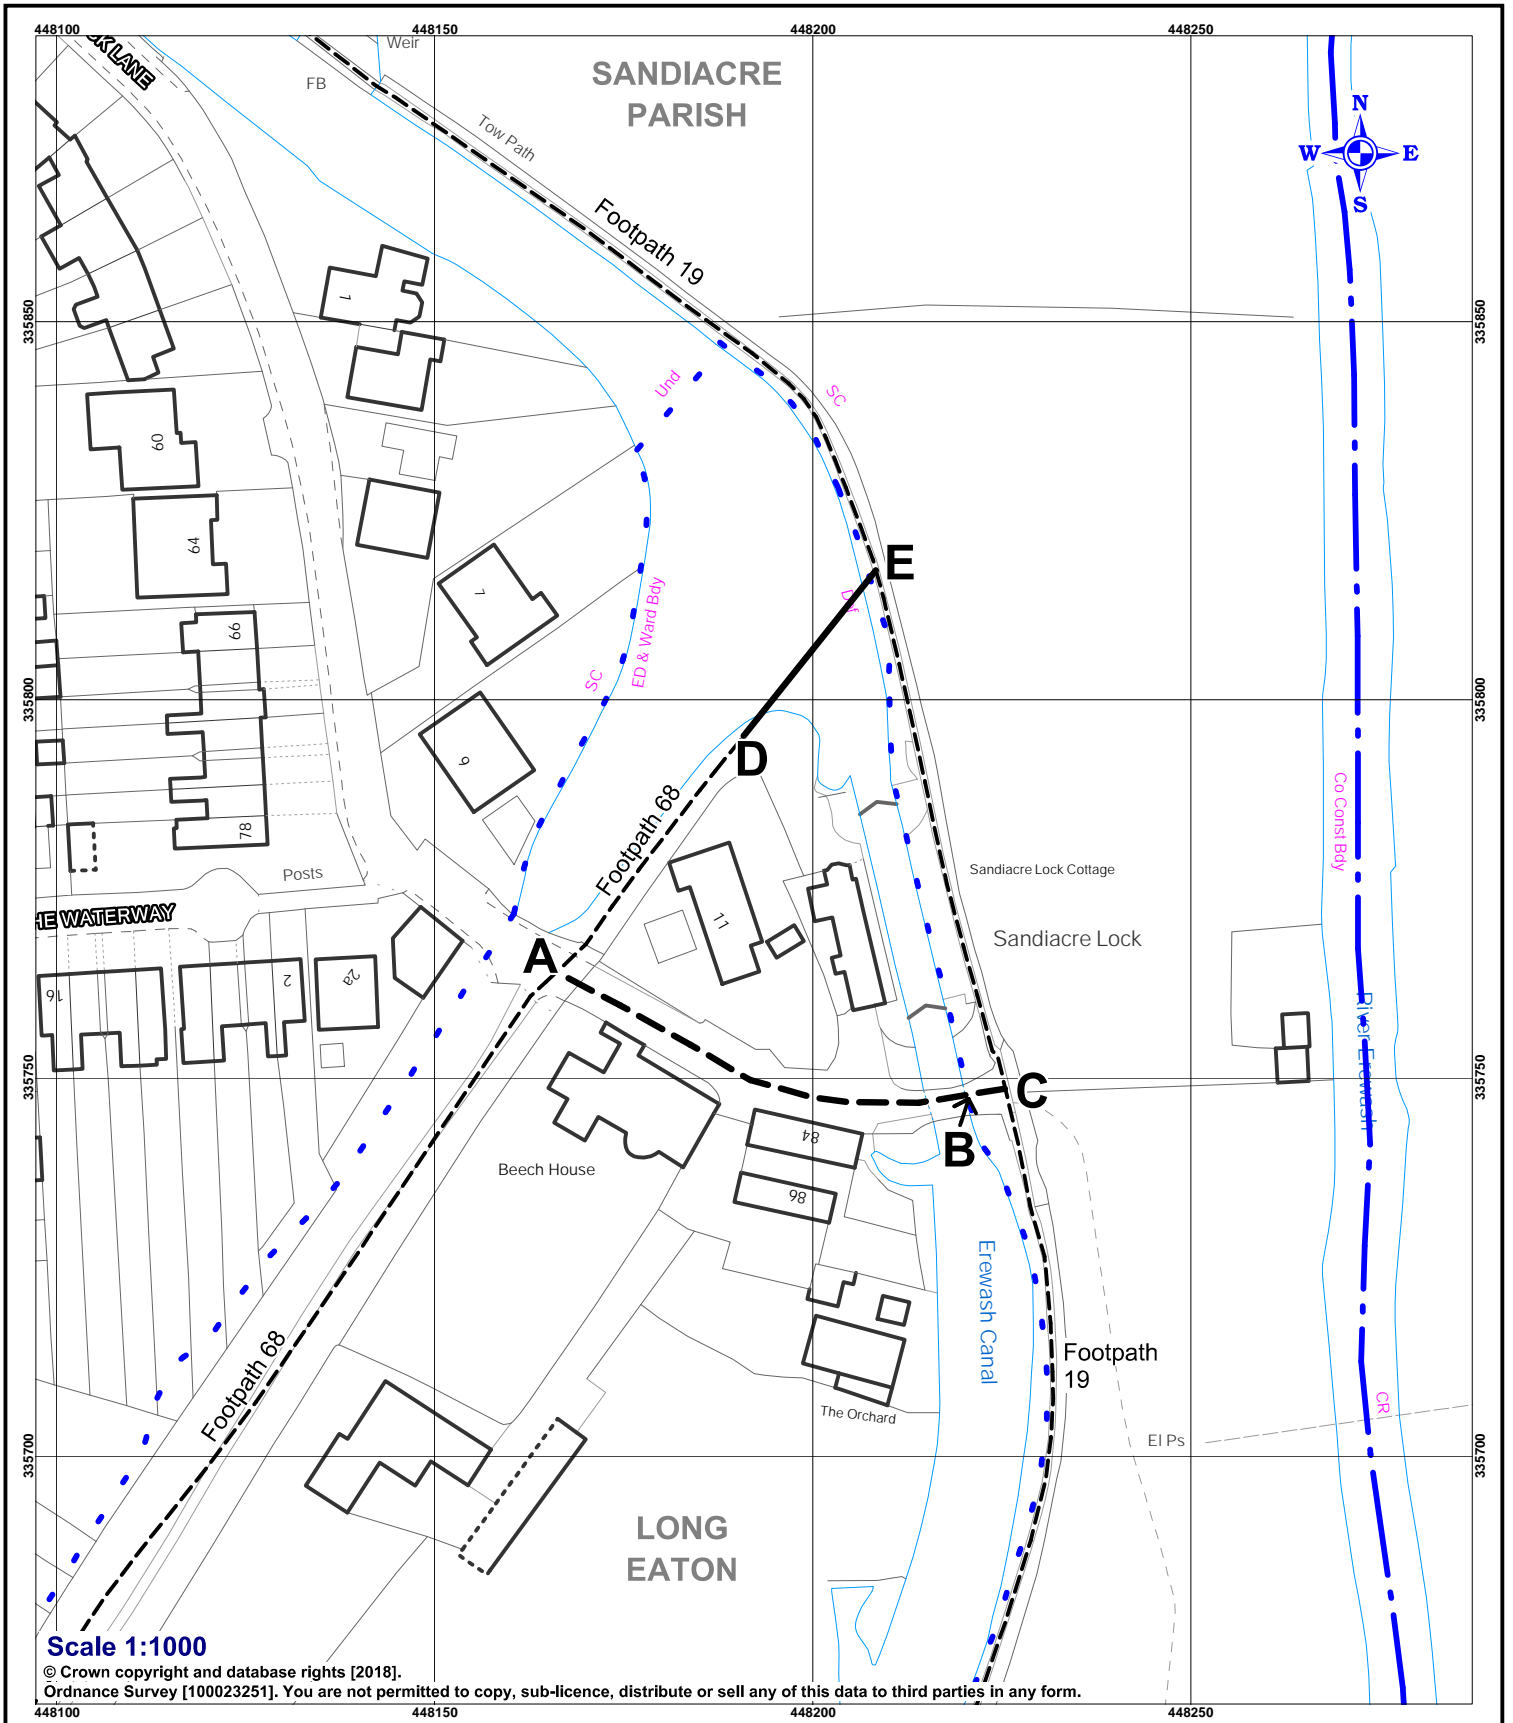 448100
448150
448200
448250
Weir
FB
SANDIACRE
PARISH
LANE
Tow Path
N
W
E
S
Footpath 19
1
335850
335850
Und
SC
60
64
E
7
Def
ED & Ward Bdy
66
SC
335800
335800
9
D
78
Footpath 68
Co Const Bdy
Posts
Sandiacre Lock Cottage
HE WATERWAY
11
Sandiacre Lock
A
16
2
2a
River Erewash
335750
335750
C
84
B
Beech House
86
Erewash Canal
Footpath 68
Footpath
19
The Orchard
CR
El Ps
335700
335700
LONG
EATON
Scale 1:1000
© Crown copyright and database rights [2018].
Ordnance Survey [100023251]. You are not permitted to copy, sub-licence, distribute or sell any of this data to third parties in any form.
448100
448150
448200
448250